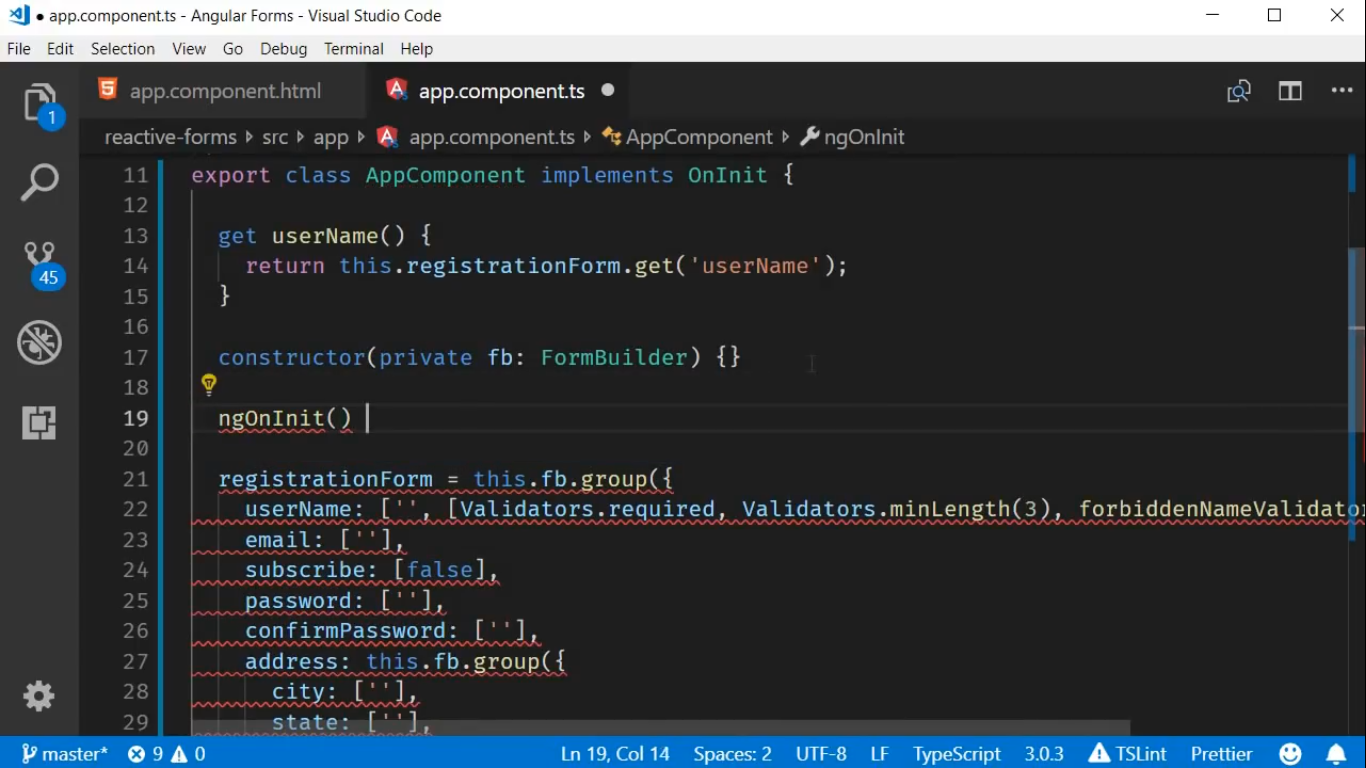 ● app.component.ts - Angular Forms - Visual Studio Code
File Edit Selection View Go Debug Terminal Help
1
app.component.html app.component.ts ●
reactive-forms src app app.component.ts AppComponent ngOnInit
11 export class AppComponent implements OnInit {
12
13 get userName() {
14 return this.registrationForm.get('userName');
15 }
16
17 constructor(private fb: FormBuilder) {}
18
19 ngOnInit()
20
21 registrationForm = this.fb.group({
22 userName: ['', [Validators.required, Validators.minLength(3), forbiddenNameValidator
23 email: [''],
24 subscribe: [false],
25 password: [''],
26 confirmPassword: [''],
27 address: this.fb.group({
28 city: [''],
29 state: [''],
45
master* 9 0 Ln 19, Col 14 Spaces: 2 UTF-8 LF TypeScript 3.0.3 TSLint Prettier